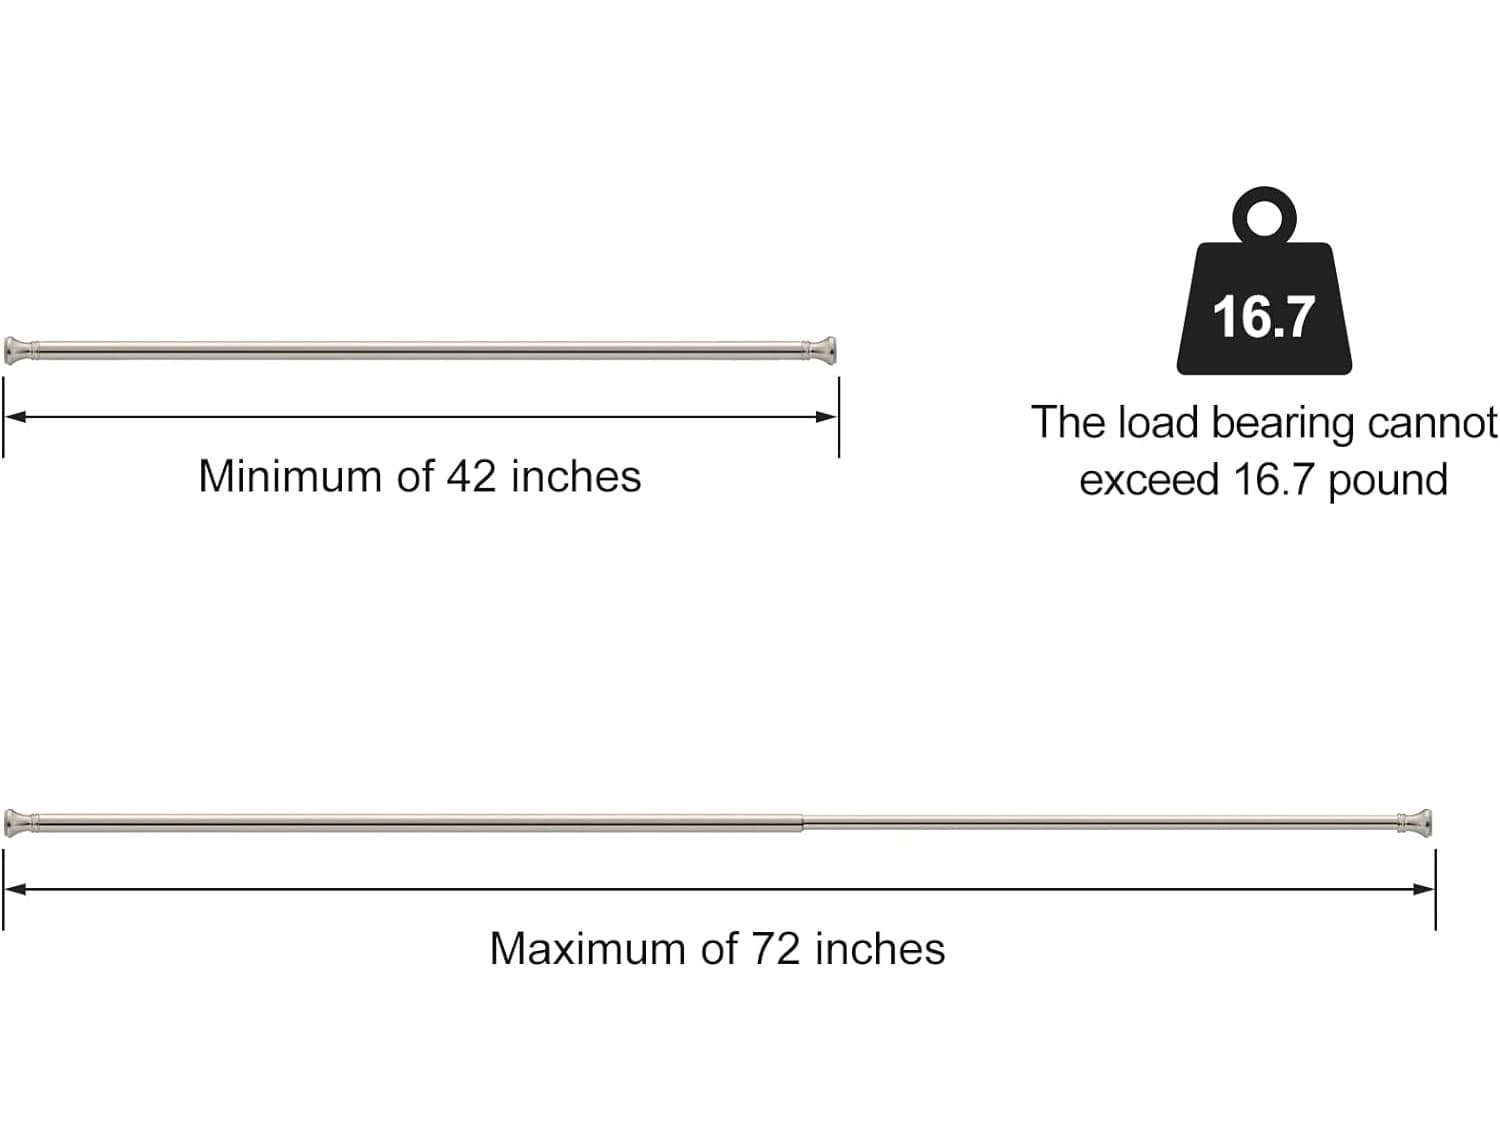 16.7
The load bearing cannot
exceed 16.7 pound
Minimum of 42 inches
Maximum of 72 inches